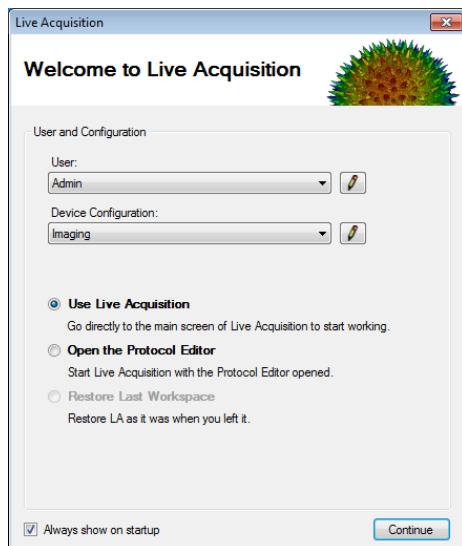 Live Acquisition
Welcome to Live Acquisition
User and Configuration
User:
Admin
Device Configuration:
Imaging
Use Live Acquisition
Go directly to the main screen of Live Acquisition to start working.
Open the Protocol Editor
Start Live Acquisition with the Protocol Editor opened.
Restore Last Workspace
Restore LA as it was when you left it.
Always show on startup
Continue